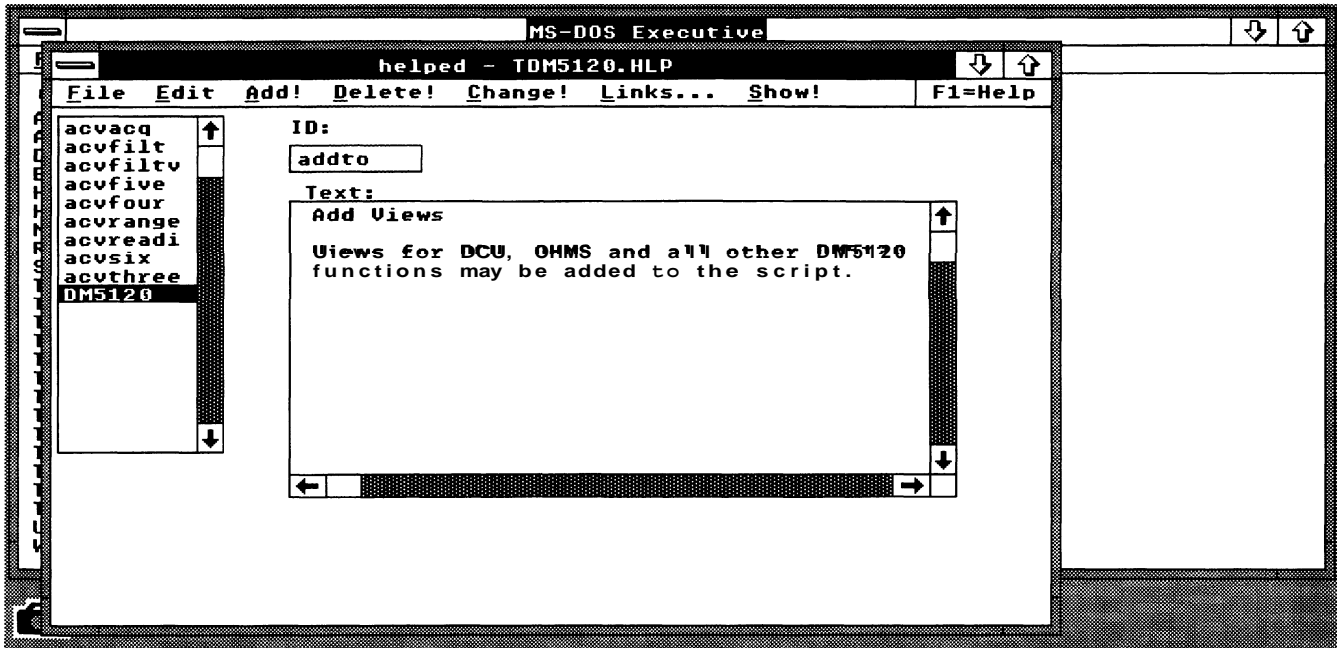 MS-DOS Executive
helped - TDM5120.HLP
File Edit Add! Delete! Change! Links... Show! F1=Help
acvacq
acvfilt
acvfiltv
acvfive
acvfour
acvrange
acvreadi
acvsix
acvthree
DM5120
ID:
addto
Text:
Add Views
Views for DCV, OHMS and all other DM5120
functions may be added to the script.